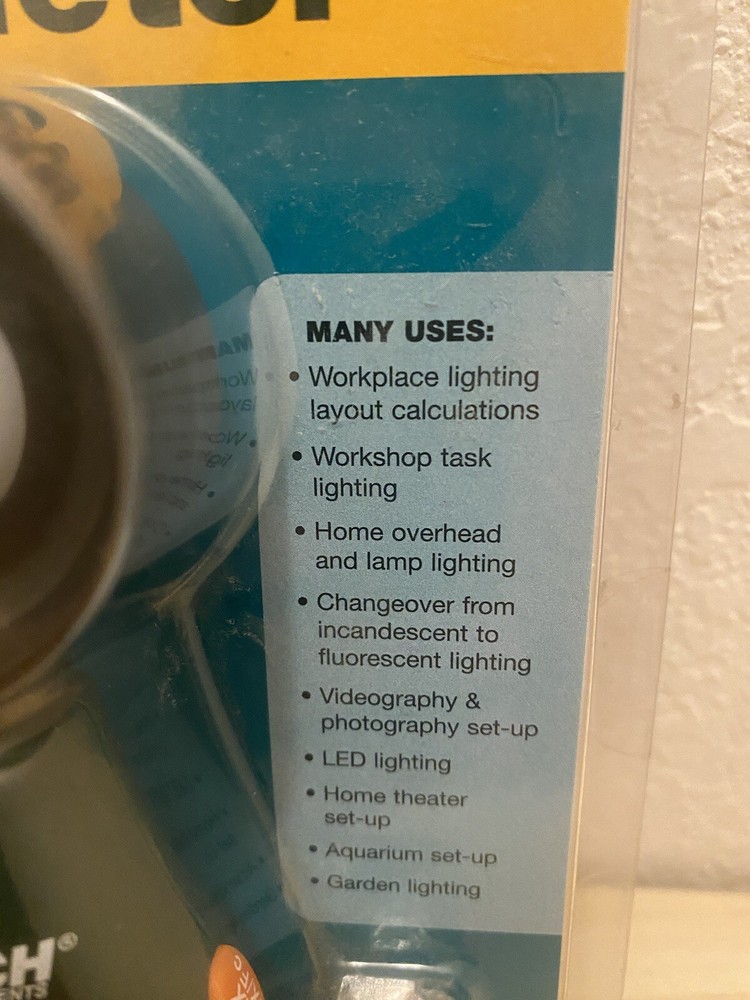 MANY USES:
• Workplace lighting
layout calculations
• Workshop task
lighting
• Home overhead
and lamp lighting
• Changeover from
incandescent to
fluorescent lighting
• Videography &
photography set-up
• LED lighting
• Home theater
set-up
• Aquarium set-up
• Garden lighting